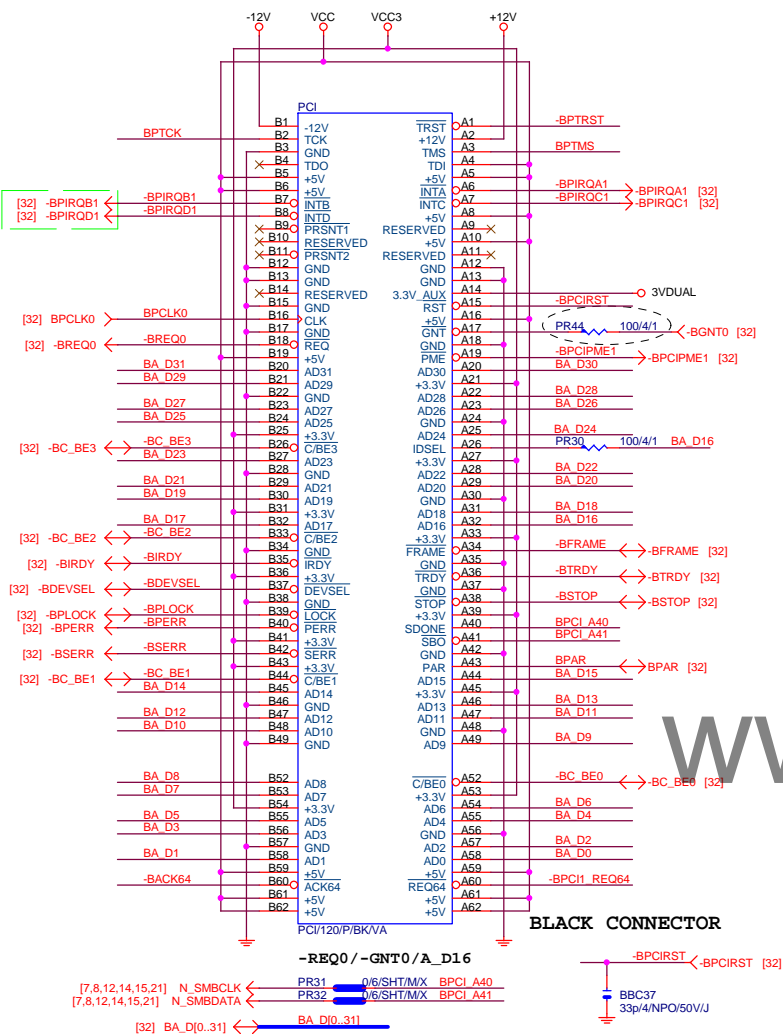 -12V VCC VCC3 +12V
PCI
B1 -12V TRST A1 -BPTRST
BPTCK B2 TCK +12V A2
B3 GND TMS A3 BPTMS
B4 TDO TDI A4
B5 +5V +5V A5
B6 +5V INTA A6 -BPIRQA1 -BPIRQA1 [32]
[32] -BPIRQB1 -BPIRQB1 B7 INTB INTC A7 -BPIRQC1 -BPIRQC1 [32]
[32] -BPIRQD1 -BPIRQD1 B8 INTD +5V A8
B9 PRSNT1 RESERVED A9
B10 RESERVED +5V A10
B11 PRSNT2 RESERVED A11
B12 GND GND A12
B13 GND GND A13
B14 RESERVED 3.3V_AUX A14 3VDUAL
B15 GND RST A15 -BPCIRST
[32] BPCLK0 BPCLK0 B16 CLK +5V A16
B17 GND GNT A17 PR44 100/4/1 -BGNT0 [32]
[32] -BREQ0 -BREQ0 B18 REQ GND A18
B19 +5V PME A19 -BPCIPME1 -BPCIPME1 [32]
BA_D31 B20 AD31 AD30 A20 BA_D30
BA_D29 B21 AD29 +3.3V A21
B22 GND AD28 A22 BA_D28
BA_D27 B23 AD27 AD26 A23 BA_D26
BA_D25 B24 AD25 GND A24
B25 +3.3V AD24 A25 BA_D24
[32] -BC_BE3 -BC_BE3 B26 C/BE3 IDSEL A26 PR30 100/4/1 BA_D16
BA_D23 B27 AD23 +3.3V A27
B28 GND AD22 A28 BA_D22
BA_D21 B29 AD21 AD20 A29 BA_D20
BA_D19 B30 AD19 GND A30
B31 +3.3V AD18 A31 BA_D18
BA_D17 B32 AD17 AD16 A32 BA_D16
[32] -BC_BE2 -BC_BE2 B33 C/BE2 +3.3V A33
B34 GND FRAME A34 -BFRAME -BFRAME [32]
[32] -BIRDY -BIRDY B35 IRDY GND A35
B36 +3.3V TRDY A36 -BTRDY -BTRDY [32]
[32] -BDEVSEL -BDEVSEL B37 DEVSEL GND A37
B38 GND STOP A38 -BSTOP -BSTOP [32]
[32] -BPLOCK -BPLOCK B39 LOCK +3.3V A39
[32] -BPERR -BPERR B40 PERR SDONE A40 BPCI_A40
B41 +3.3V SBO A41 BPCI_A41
[32] -BSERR -BSERR B42 SERR GND A42
B43 +3.3V PAR A43 BPAR BPAR [32]
[32] -BC_BE1 -BC_BE1 B44 C/BE1 AD15 A44 BA_D15
BA_D14 B45 AD14 +3.3V A45
B46 GND AD13 A46 BA_D13
BA_D12 B47 AD12 AD11 A47 BA_D11
BA_D10 B48 AD10 GND A48
B49 GND AD9 A49 BA_D9
BA_D8 B52 AD8 C/BE0 A52 -BC_BE0 -BC_BE0 [32]
BA_D7 B53 AD7 +3.3V A53
B54 +3.3V AD6 A54 BA_D6
BA_D5 B55 AD5 AD4 A55 BA_D4
BA_D3 B56 AD3 GND A56
B57 GND AD2 A57 BA_D2
BA_D1 B58 AD1 AD0 A58 BA_D0
B59 +5V +5V A59
-BACK64 B60 ACK64 REQ64 A60 -BPCI1_REQ64
B61 +5V +5V A61
B62 +5V +5V A62
PCI/120/P/BK/VA
BLACK CONNECTOR
-REQ0/-GNT0/A_D16
-BPCIRST -BPCIRST [32]
[7,8,12,14,15,21] N_SMBCLK PR31 0/6/SHT/M/X BPCI_A40
[7,8,12,14,15,21] N_SMBDATA PR32 0/6/SHT/M/X BPCI_A41
BBC37
33p/4/NPO/50V/J
[32] BA_D[0..31] BA_D[0..31]